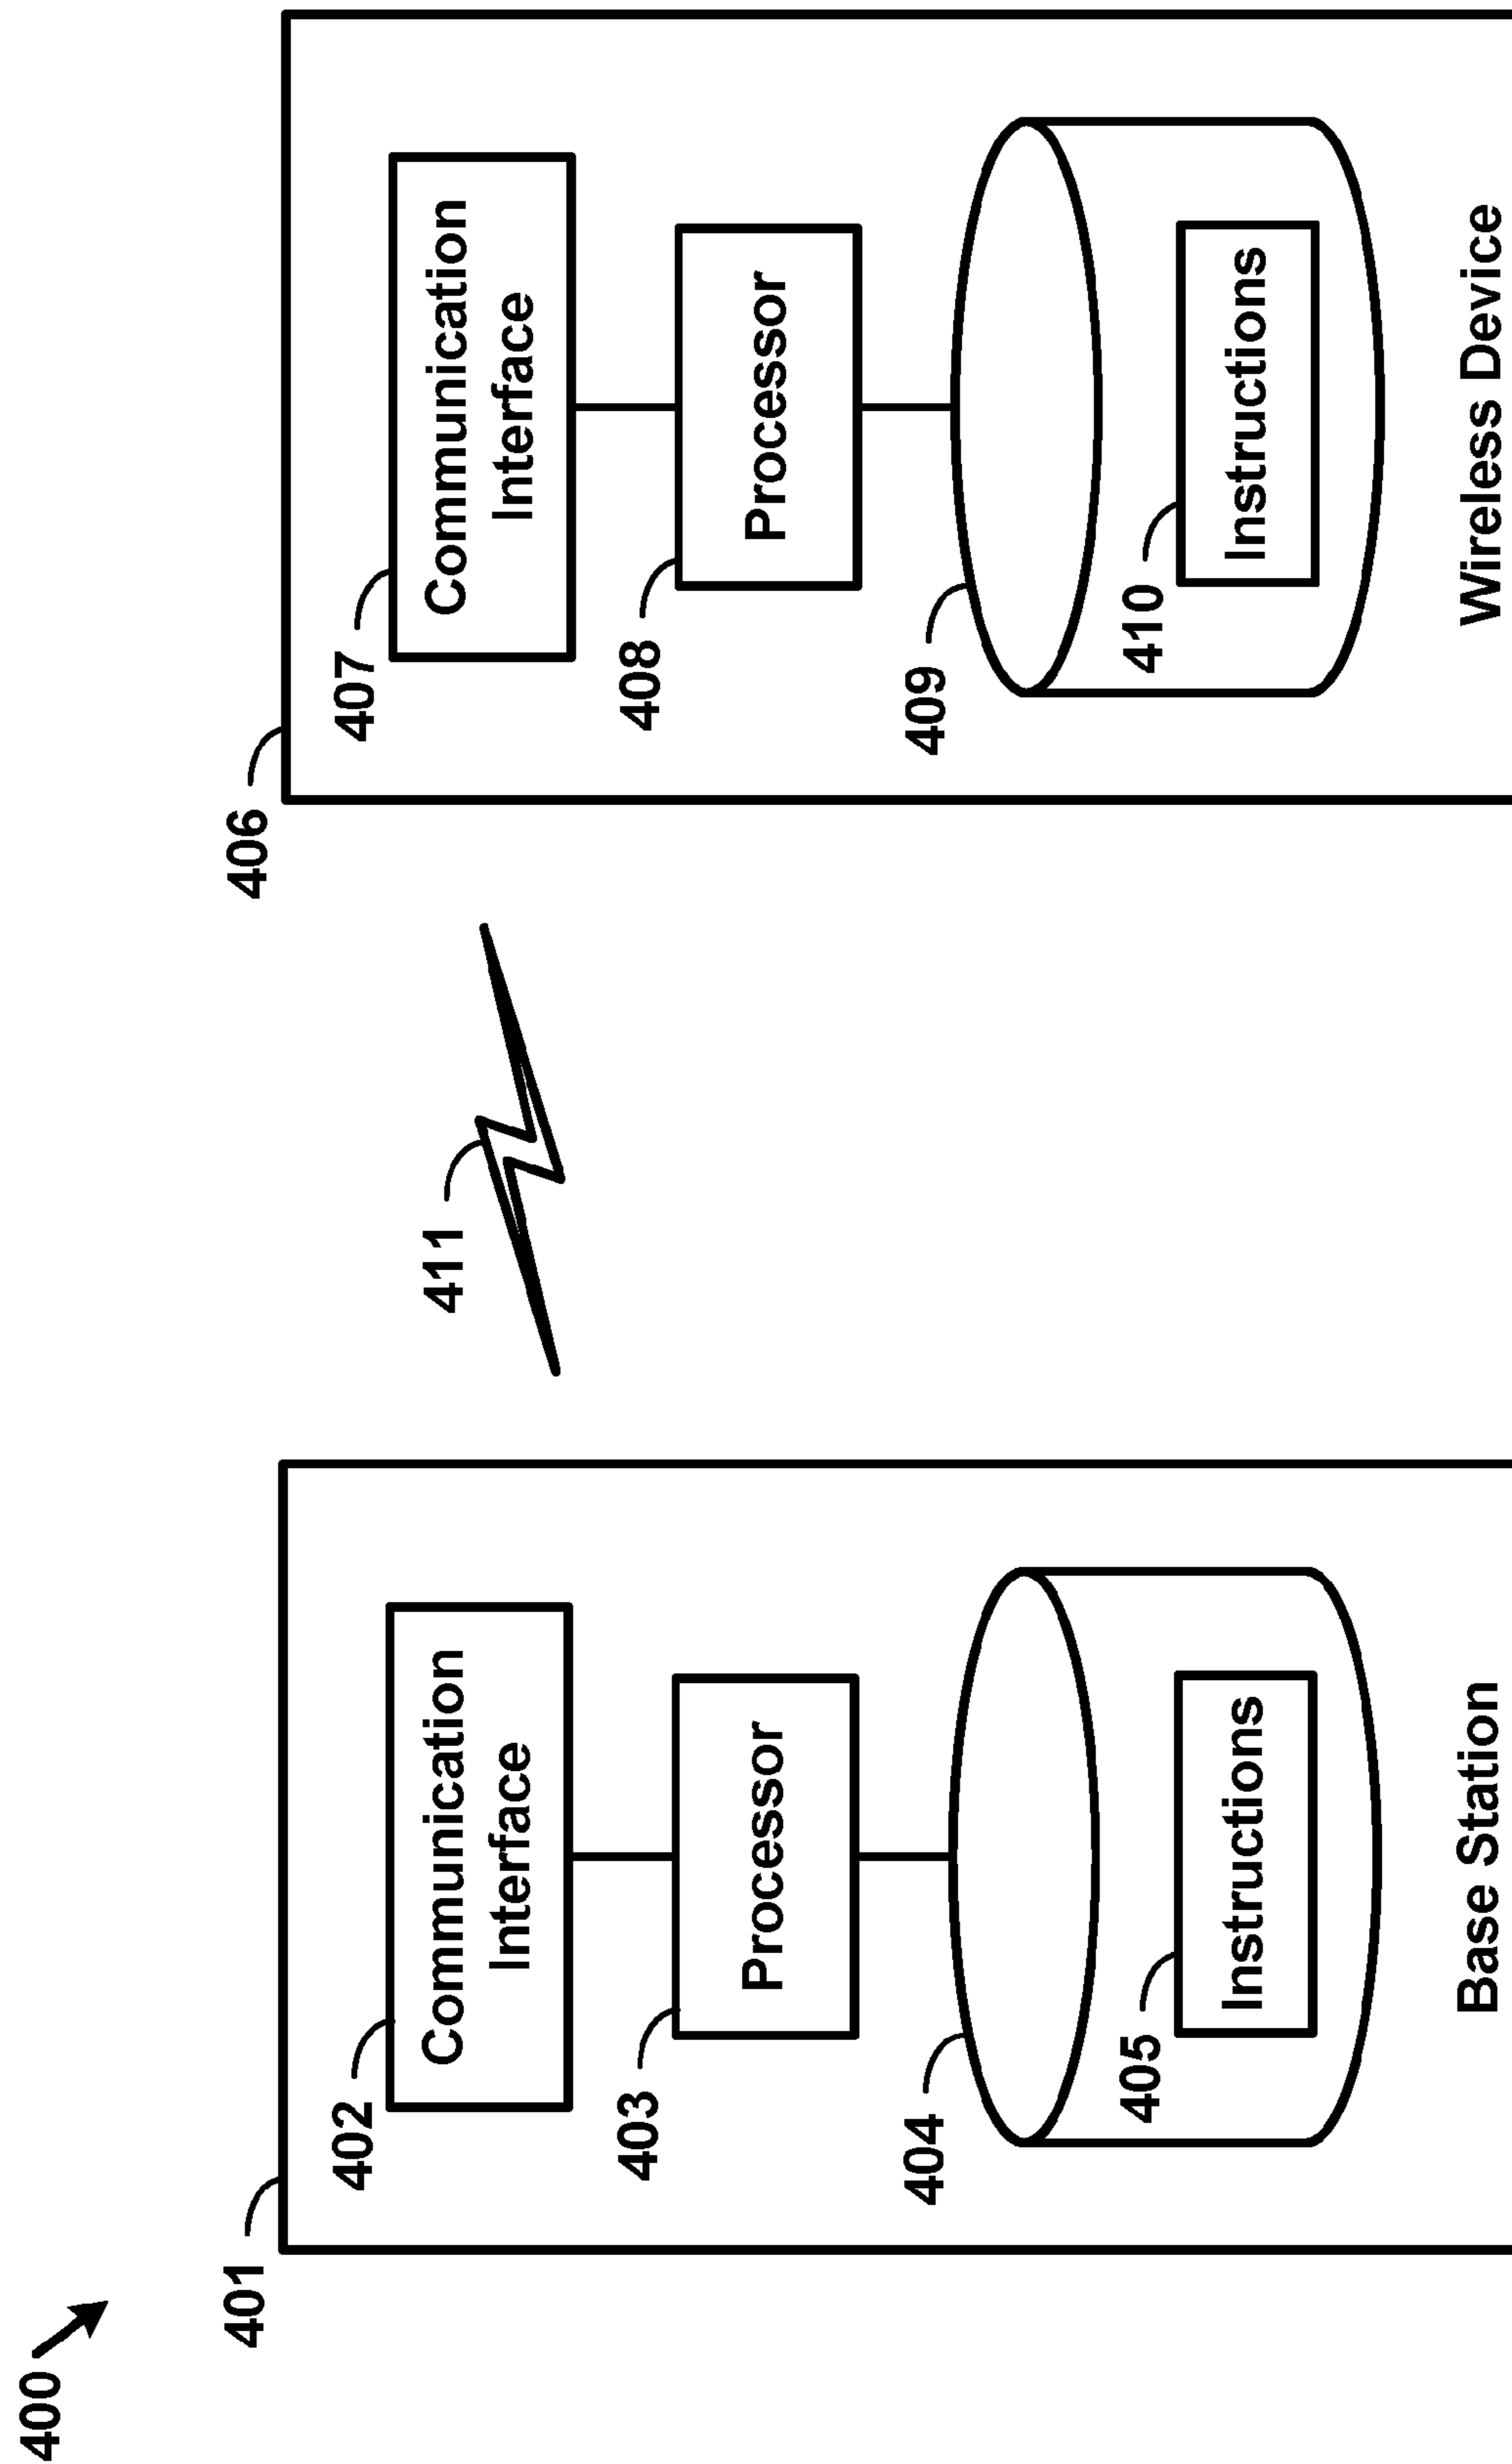 400
401
402
Communication
Interface
403
Processor
404
405
Instructions
Base Station
411
406
407
Communication
Interface
408
Processor
409
410
Instructions
Wireless Device